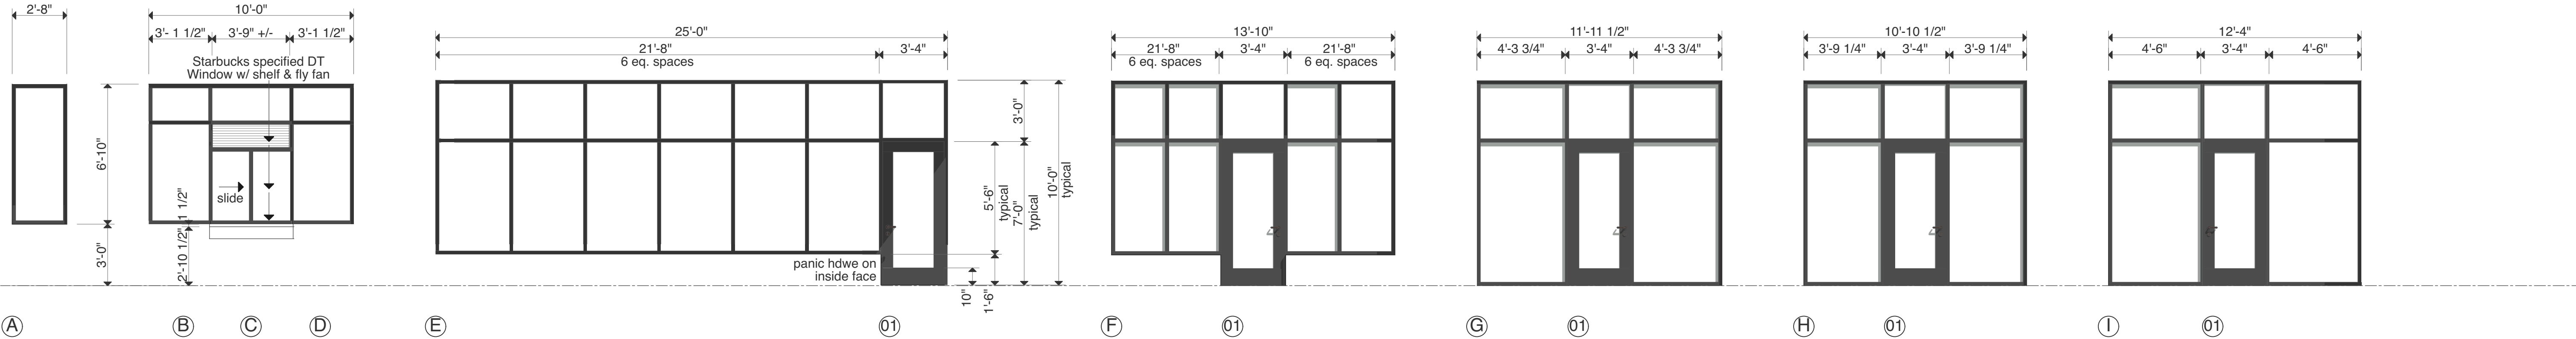 2'-8"
6'-10"
3'-0"
A
10'-0"
3'- 1 1/2" 3'-9" +/- 3'-1 1/2"
Starbucks specified DT
Window w/ shelf & fly fan
slide
1 1/2"
2'-10 1/2"
B C D
25'-0"
21'-8" 3'-4"
6 eq. spaces
3'-0"
5'-6"
typical
7'-0"
typical
10'-0"
typical
panic hdwe on
inside face
10"
1'-6"
E 01
13'-10"
21'-8" 3'-4" 21'-8"
6 eq. spaces 6 eq. spaces
F 01
11'-11 1/2"
4'-3 3/4" 3'-4" 4'-3 3/4"
G 01
10'-10 1/2"
3'-9 1/4" 3'-4" 3'-9 1/4"
H 01
12'-4"
4'-6" 3'-4" 4'-6"
I 01